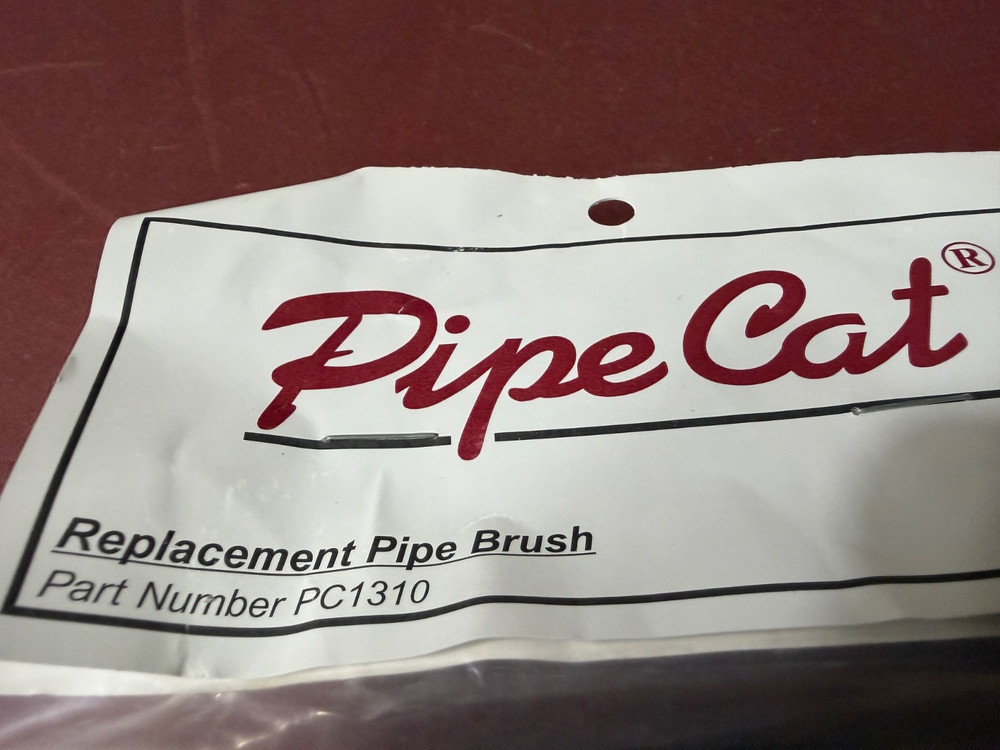 Pipe Cat®
Replacement Pipe Brush
Part Number PC1310